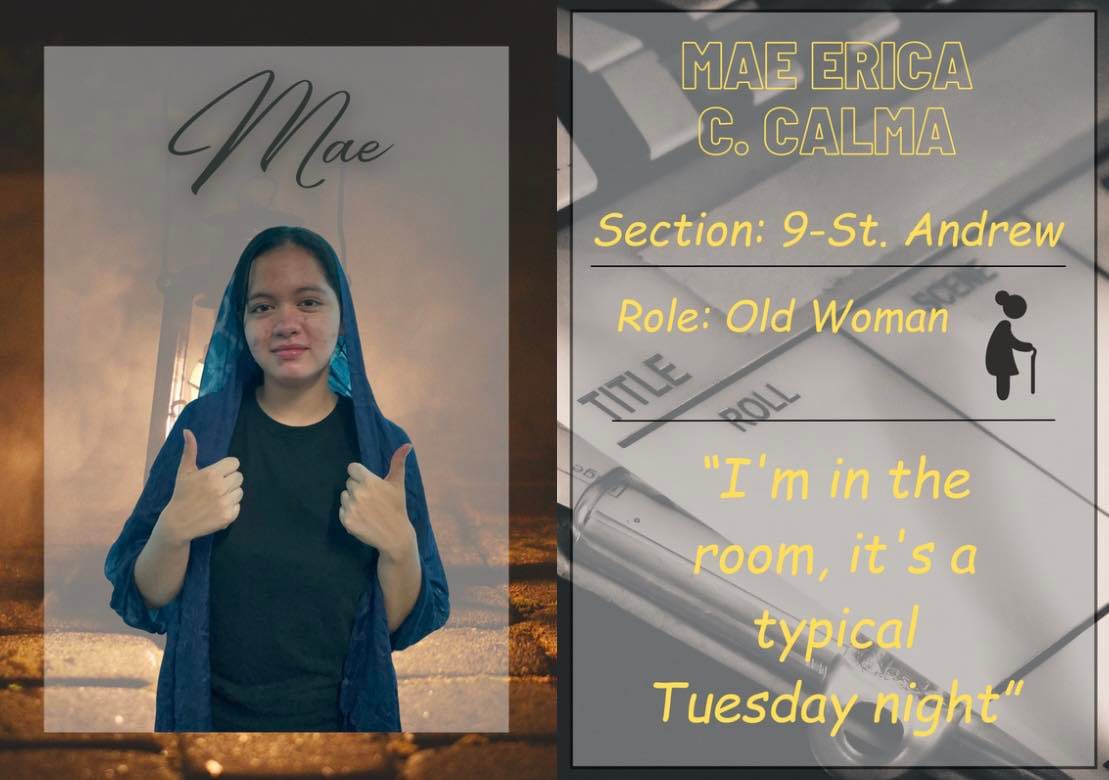 Mae
MAE ERICA
C. CALMA
Section: 9-St. Andrew
SCENE
Role: Old Woman
TITLE
ROLL
“I'm in the
room, it's a
typical
Tuesday night”